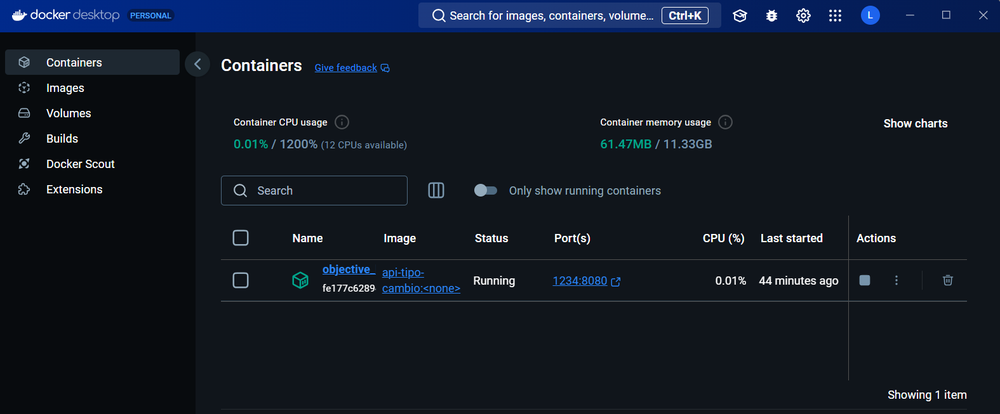 docker desktop PERSONAL
Search for images, containers, volume... Ctrl+K
L
Containers
Images
Volumes
Builds
Docker Scout
Extensions
Containers Give feedback
Container CPU usage
0.01% / 1200% (12 CPUs available)
Container memory usage
61.47MB / 11.33GB
Show charts
Search
Only show running containers
Name Image Status Port(s) CPU (%) Last started Actions
objective_
fe177c6289
api-tipo-
cambio:<none>
Running
1234:8080
0.01%
44 minutes ago
Showing 1 item